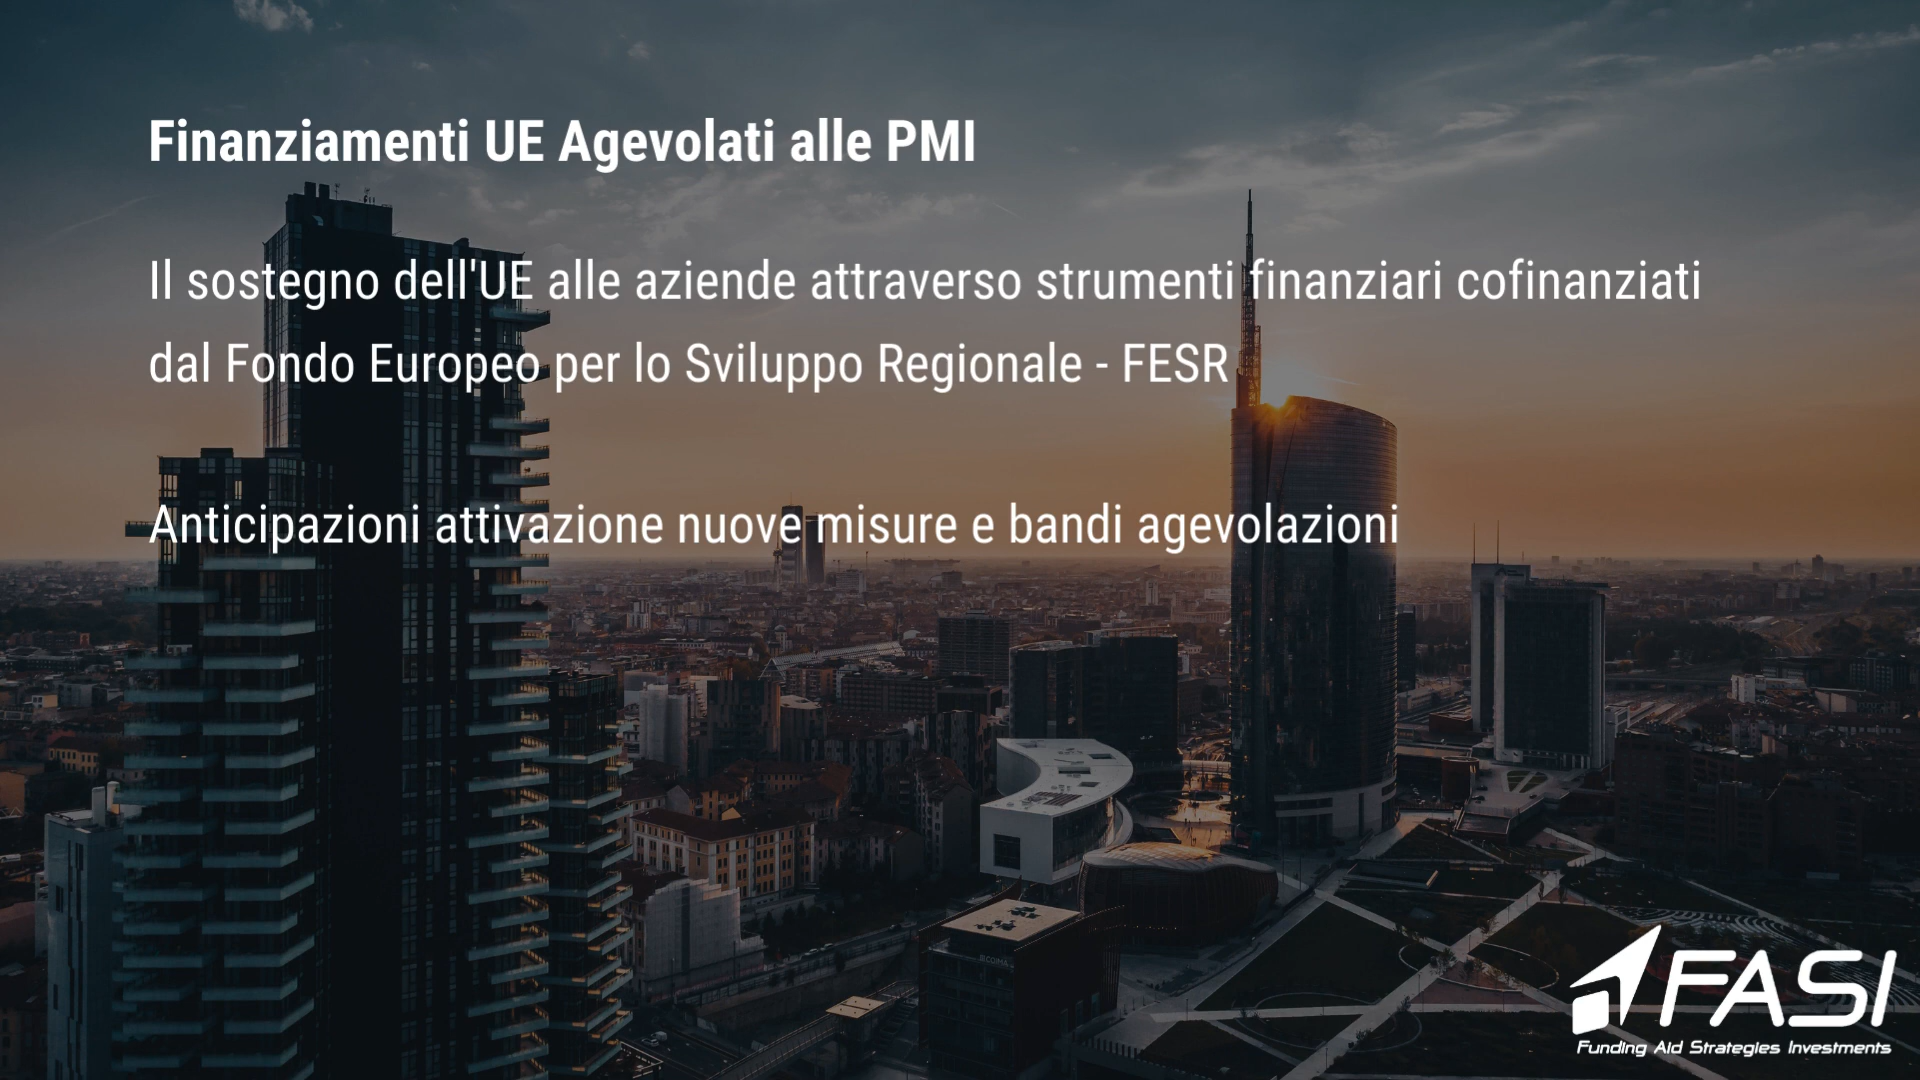 Finanziamenti UE Agevolati alle PMI
Il sostegno dell'UE alle aziende attraverso strumenti finanziari cofinanziati
dal Fondo Europeo per lo Sviluppo Regionale - FESR
Anticipazioni attivazione nuove misure e bandi agevolazioni
COIMA
FASI
Funding Aid Strategies Investments